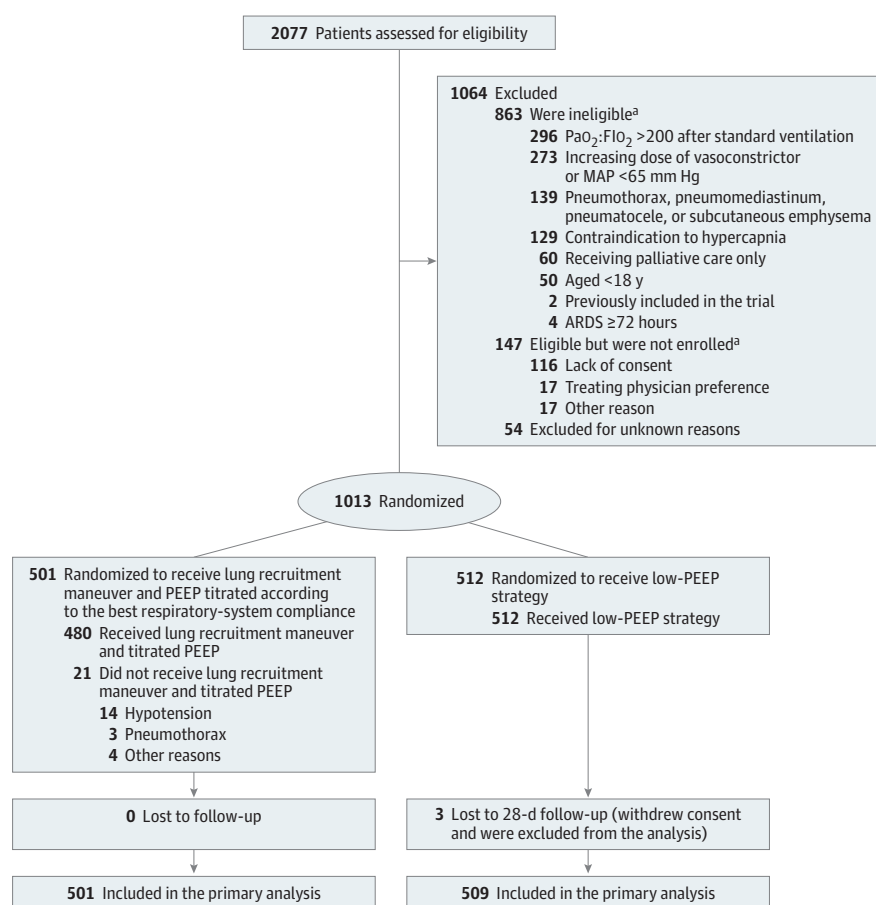 2077 Patients assessed for eligibility
1064 Excluded
863 Were ineligibleᵃ
296 PaO₂:FIO₂ >200 after standard ventilation
273 Increasing dose of vasoconstrictor
or MAP <65 mm Hg
139 Pneumothorax, pneumomediastinum,
pneumatocele, or subcutaneous emphysema
129 Contraindication to hypercapnia
60 Receiving palliative care only
50 Aged <18 y
2 Previously included in the trial
4 ARDS ≥72 hours
147 Eligible but were not enrolledᵃ
116 Lack of consent
17 Treating physician preference
17 Other reason
54 Excluded for unknown reasons
1013 Randomized
501 Randomized to receive lung recruitment
maneuver and PEEP titrated according
to the best respiratory-system compliance
480 Received lung recruitment maneuver
and titrated PEEP
21 Did not receive lung recruitment
maneuver and titrated PEEP
14 Hypotension
3 Pneumothorax
4 Other reasons
512 Randomized to receive low-PEEP
strategy
512 Received low-PEEP strategy
0 Lost to follow-up
3 Lost to 28-d follow-up (withdrew consent
and were excluded from the analysis)
501 Included in the primary analysis
509 Included in the primary analysis